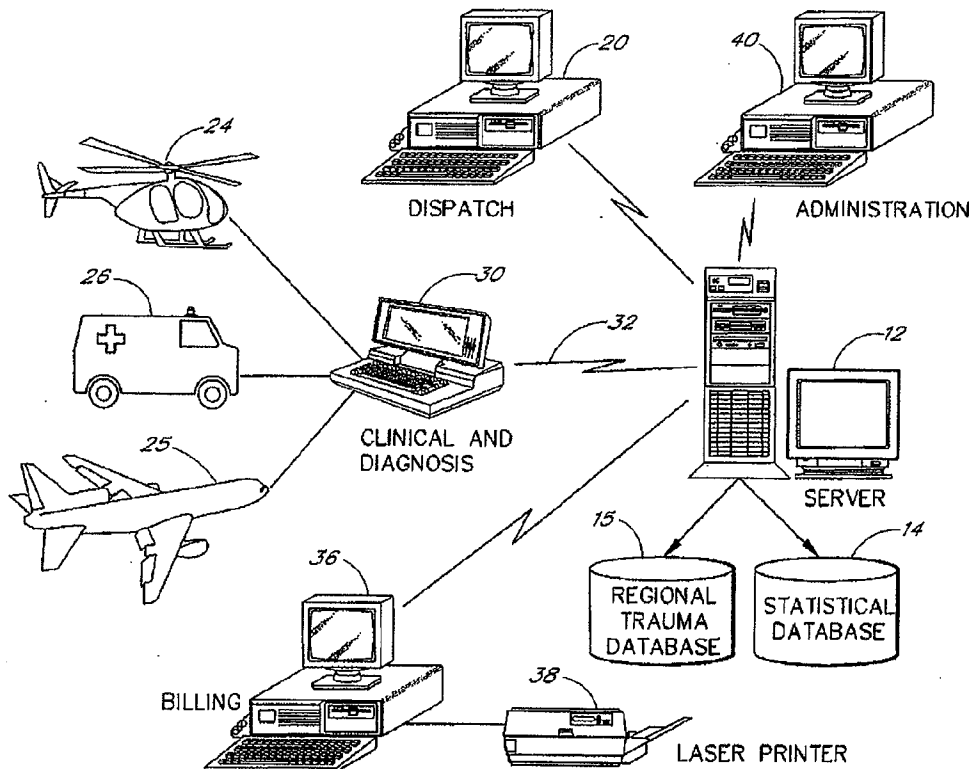 20
40
24
DISPATCH
ADMINISTRATION
26
30
32
12
CLINICAL AND
DIAGNOSIS
25
SERVER
15
14
36
REGIONAL
TRAUMA
DATABASE
STATISTICAL
DATABASE
BILLING
38
LASER PRINTER